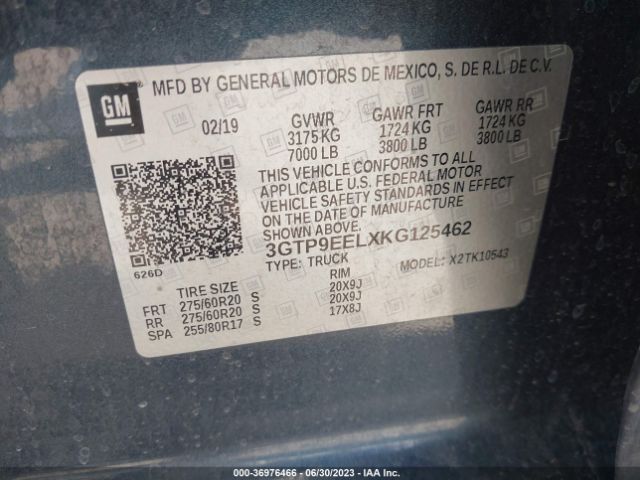 MFD BY GENERAL MOTORS DE MEXICO, S. DE R.L. DE C.V.
GM
02/19 GVWR GAWR FRT GAWR RR
3175 KG 1724 KG 1724 KG
7000 LB 3800 LB 3800 LB
THIS VEHICLE CONFORMS TO ALL
APPLICABLE U.S. FEDERAL MOTOR
VEHICLE SAFETY STANDARDS IN EFFECT
ON THE DATE OF MANUFACTURE
3GTP9EELXKG125462
626D TYPE: TRUCK MODEL: X2TK10543
TIRE SIZE RIM
FRT 275/60R20 S 20X9J
RR 275/60R20 S 20X9J
SPA 255/80R17 S 17X8J
000-36976466 - 06/30/2023 - IAA Inc.